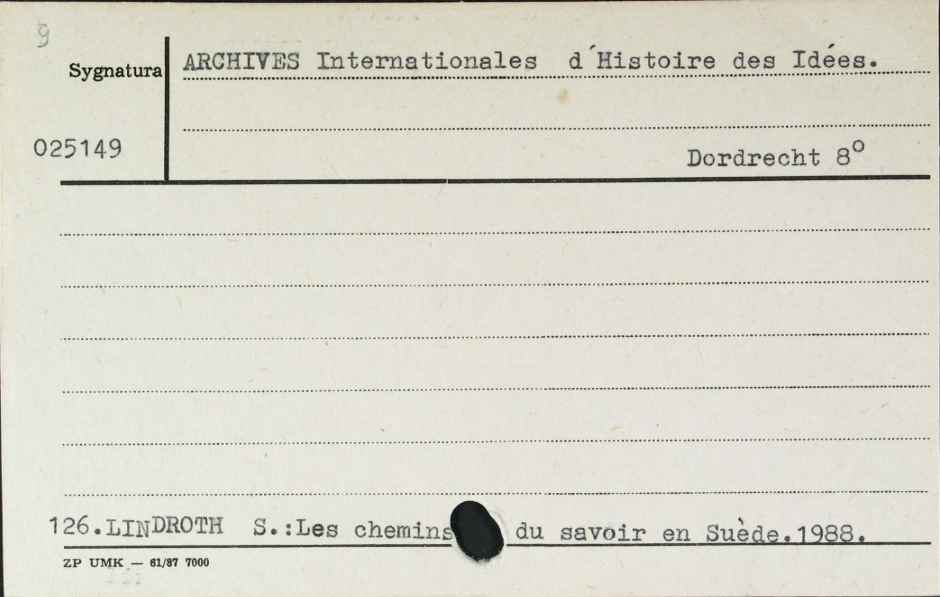 9
Sygnatura
ARCHIVES Internationales d´Histoire des Idées.
025149
Dordrecht 8°
126.LINDROTH S.:Les chemins du savoir en Suède.1988.
ZP UMK — 61/87 7000